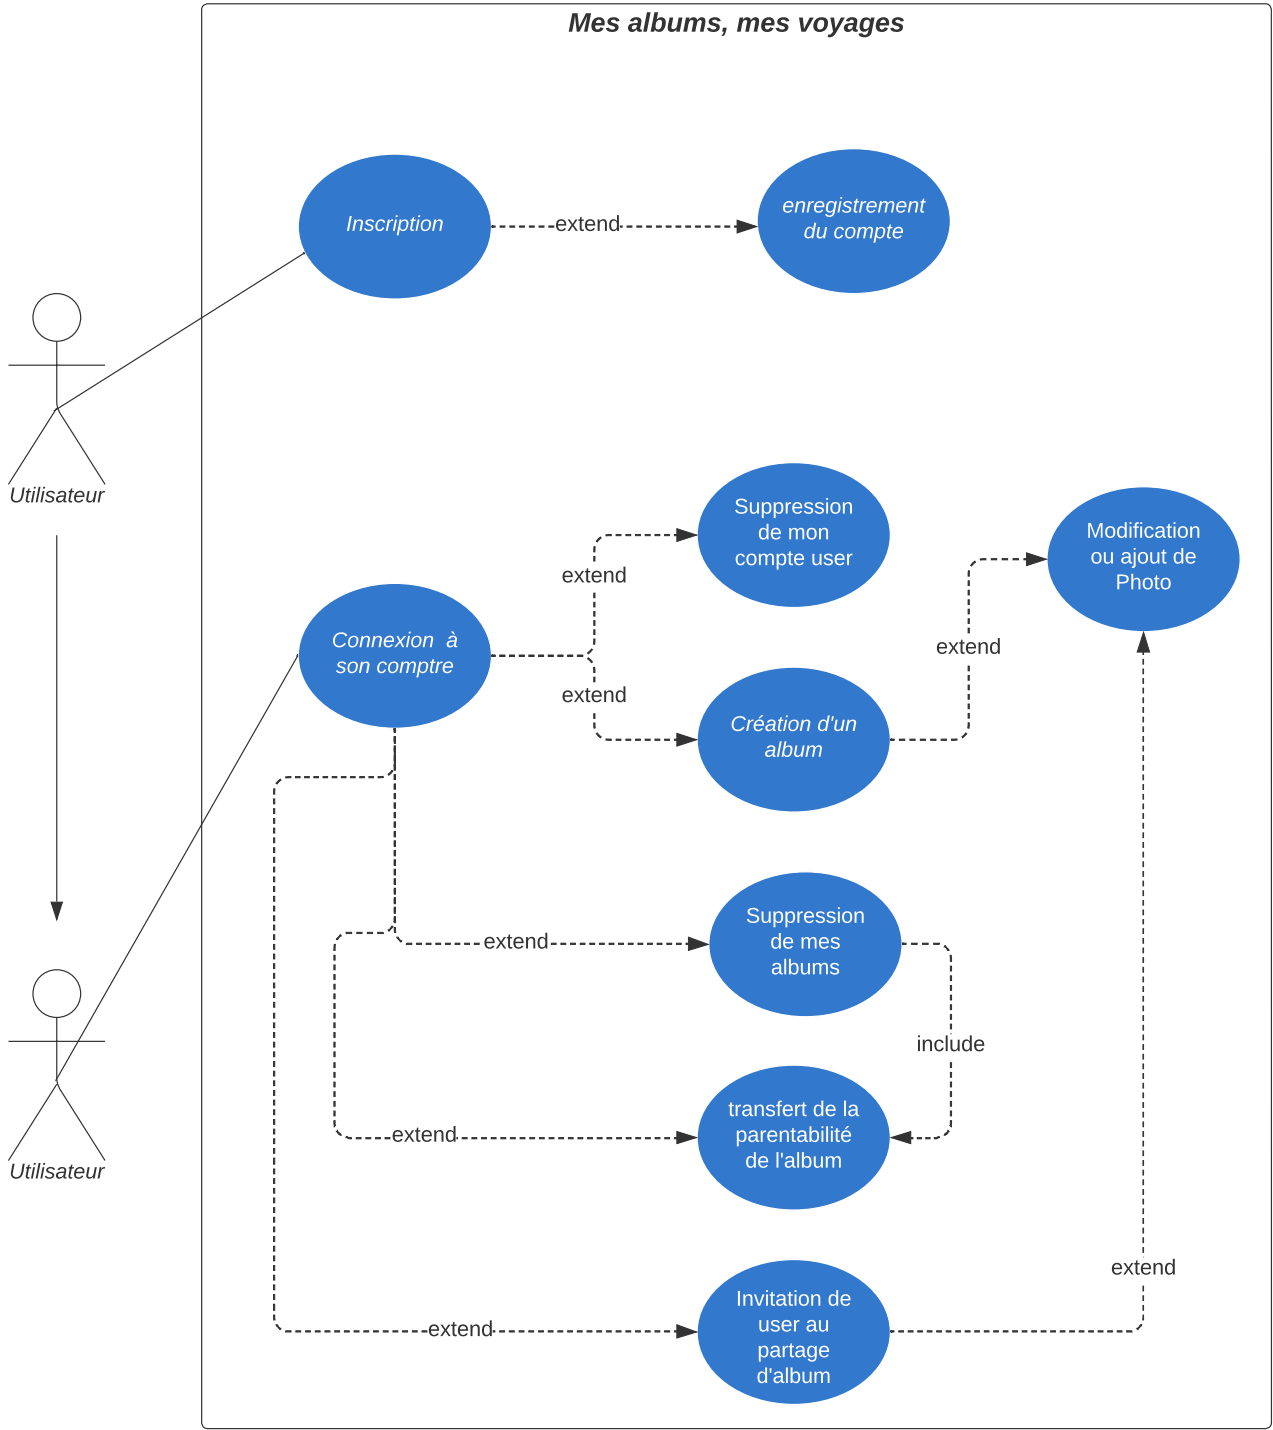 Mes albums, mes voyages
Inscription
extend
enregistrement
du compte
Utilisateur
Suppression
de mon
compte user
Modification
ou ajout de
Photo
extend
extend
Connexion à
son comptre
extend
Création d'un
album
Suppression
de mes
albums
extend
include
transfert de la
parentabilité
de l'album
extend
Utilisateur
extend
Invitation de
user au
partage
d'album
extend